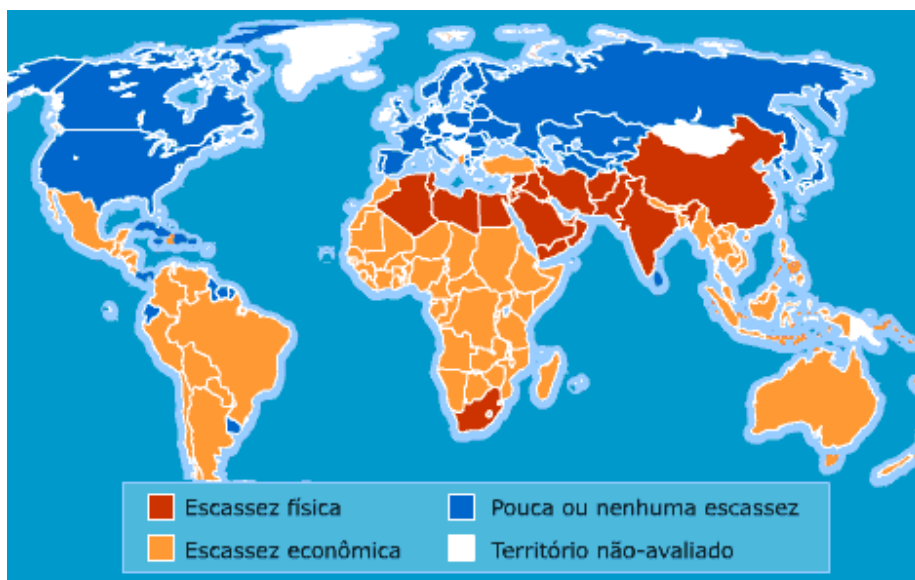 Escassez física
Pouca ou nenhuma escassez
Escassez econômica
Território não-avaliado